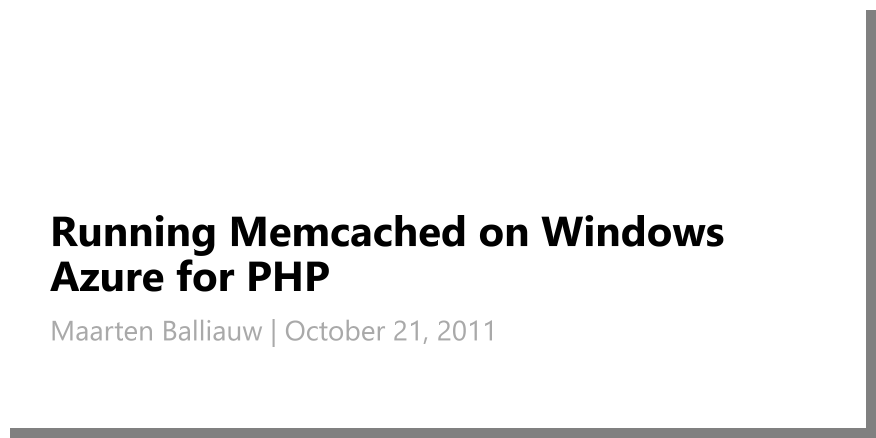 Running Memcached on Windows
Azure for PHP
Maarten Balliauw | October 21, 2011